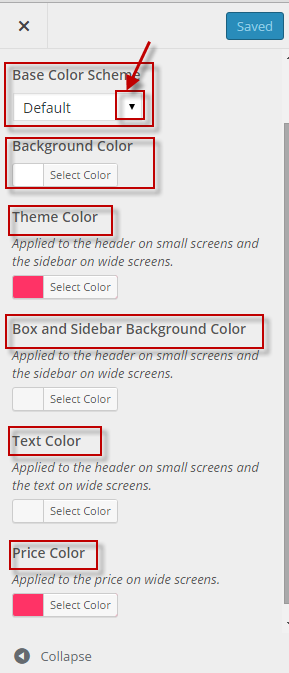 Saved
Base Color Scheme
Default
Background Color
Select Color
Theme Color
Applied to the header on small screens and
the sidebar on wide screens.
Select Color
Box and Sidebar Background Color
Applied to the header on small screens and
the sidebar on wide screens.
Select Color
Text Color
Applied to the header on small screens and
the text on wide screens.
Select Color
Price Color
Applied to the price on wide screens.
Select Color
Collapse